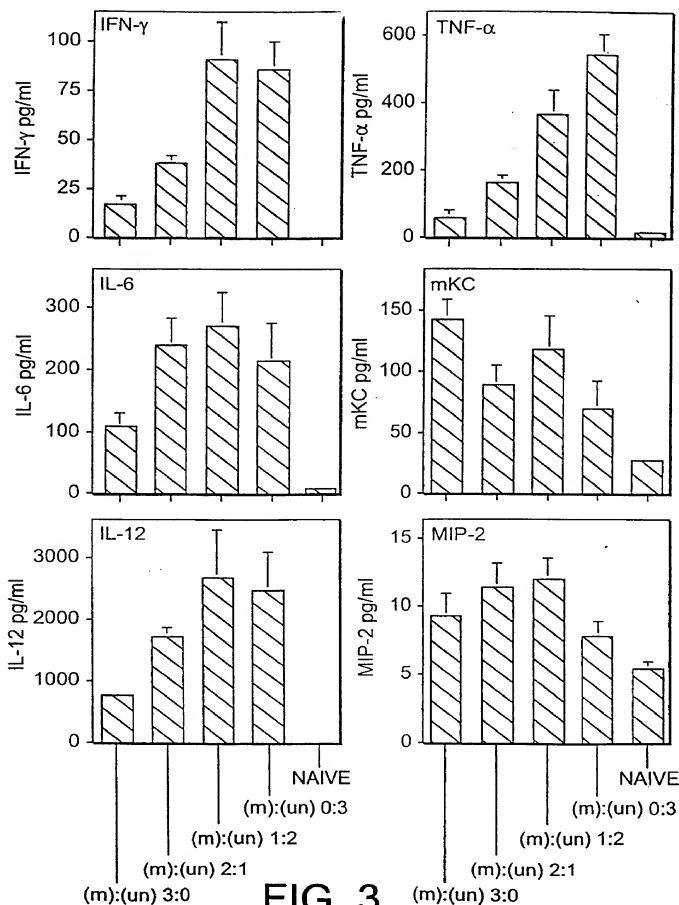 IFN-γ
100
75
50
25
0
IFN-γ pg/ml
TNF-α
600
400
200
0
TNF-α pg/ml
IL-6
300
200
100
0
IL-6 pg/ml
mKC
150
100
50
0
mKC pg/ml
IL-12
3000
2000
1000
0
IL-12 pg/ml
MIP-2
15
10
5
0
MIP-2 pg/ml
NAIVE
(m):(un) 0:3
(m):(un) 1:2
(m):(un) 2:1
(m):(un) 3:0
NAIVE
(m):(un) 0:3
(m):(un) 1:2
(m):(un) 2:1
(m):(un) 3:0
FIG. 3